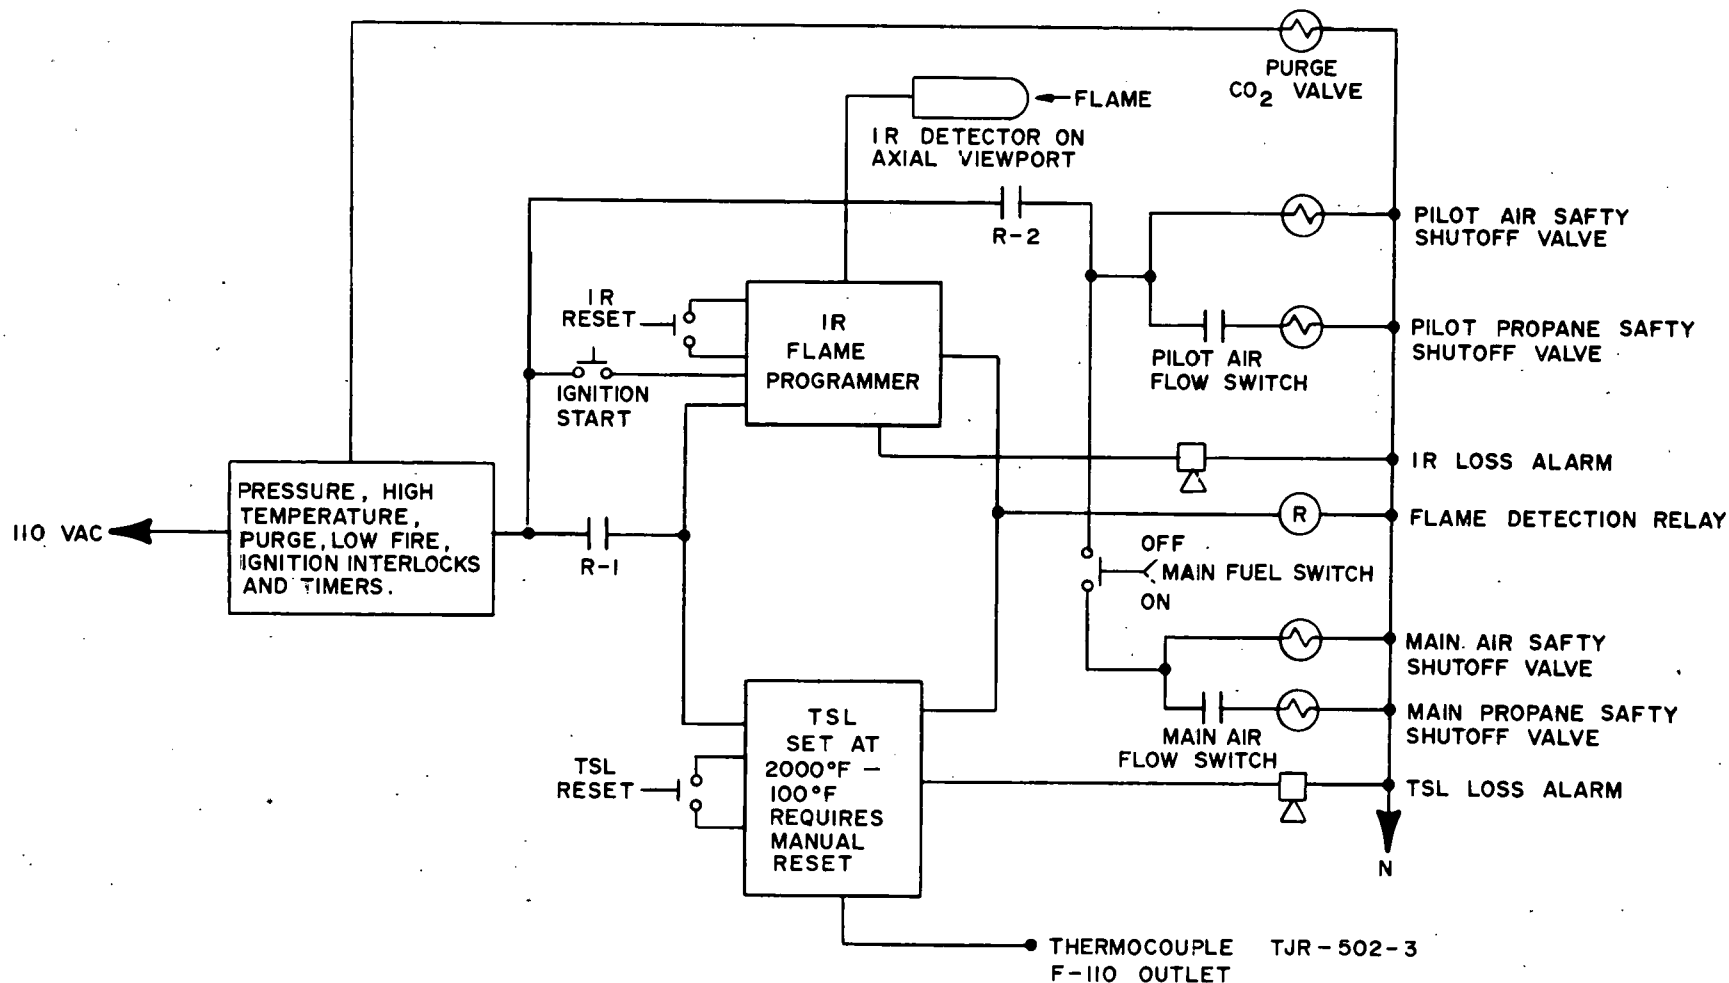 PURGE
CO2 VALVE
FLAME
IR DETECTOR ON
AXIAL VIEWPORT
R-2
PILOT AIR SAFTY
SHUTOFF VALVE
IR
RESET
IR
FLAME
PROGRAMMER
PILOT PROPANE SAFTY
SHUTOFF VALVE
PILOT AIR
FLOW SWITCH
IGNITION
START
IR LOSS ALARM
PRESSURE, HIGH
TEMPERATURE,
PURGE, LOW FIRE,
IGNITION INTERLOCKS
AND TIMERS.
110 VAC
R-1
R
FLAME DETECTION RELAY
OFF
MAIN FUEL SWITCH
ON
MAIN AIR SAFTY
SHUTOFF VALVE
MAIN PROPANE SAFTY
SHUTOFF VALVE
MAIN AIR
FLOW SWITCH
TSL
SET AT
2000°F –
100°F
REQUIRES
MANUAL
RESET
TSL
RESET
TSL LOSS ALARM
N
THERMOCOUPLE TJR-502-3
F-110 OUTLET